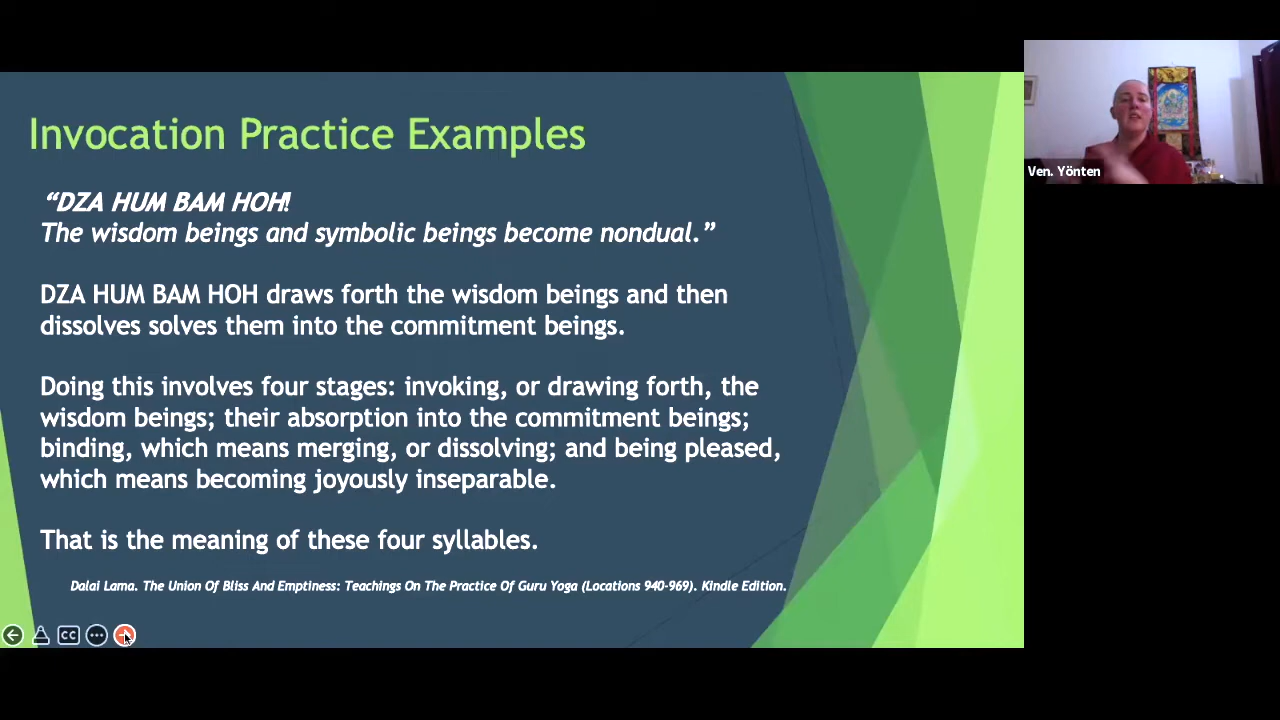 Invocation Practice Examples
“DZA HUM BAM HOH!
The wisdom beings and symbolic beings become nondual.”
DZA HUM BAM HOH draws forth the wisdom beings and then
dissolves solves them into the commitment beings.
Doing this involves four stages: invoking, or drawing forth, the
wisdom beings; their absorption into the commitment beings;
binding, which means merging, or dissolving; and being pleased,
which means becoming joyously inseparable.
That is the meaning of these four syllables.
Dalai Lama. The Union Of Bliss And Emptiness: Teachings On The Practice Of Guru Yoga (Locations 940-969). Kindle Edition.
CC
Ven. Yönten